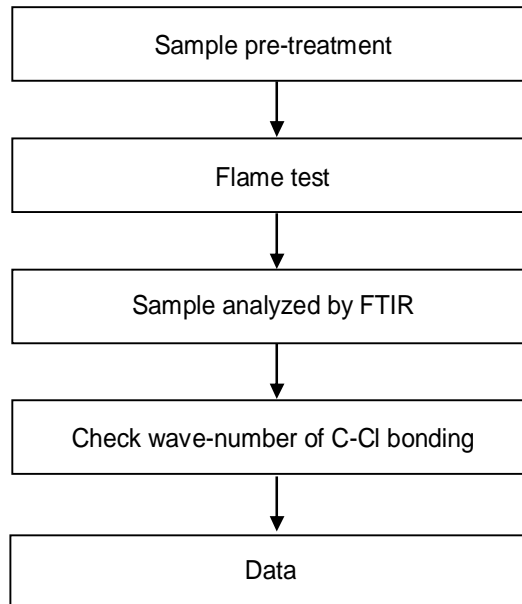 Sample pre-treatment
Flame test
Sample analyzed by FTIR
Check wave-number of C-Cl bonding
Data